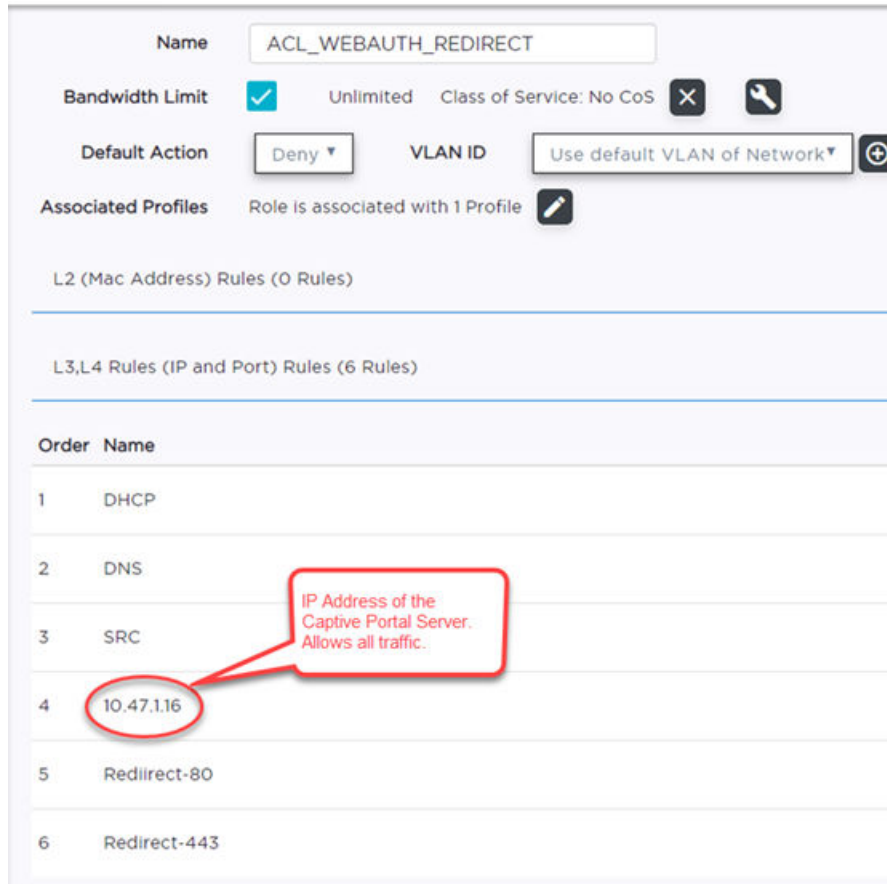 Name ACL_WEBAUTH_REDIRECT
Bandwidth Limit Unlimited Class of Service: No CoS
Default Action Deny VLAN ID Use default VLAN of Network
Associated Profiles Role is associated with 1 Profile
L2 (Mac Address) Rules (0 Rules)
L3,L4 Rules (IP and Port) Rules (6 Rules)
Order Name
1 DHCP
2 DNS
IP Address of the
Captive Portal Server.
Allows all traffic.
3 SRC
4 10.47.1.16
5 Rediirect-80
6 Redirect-443